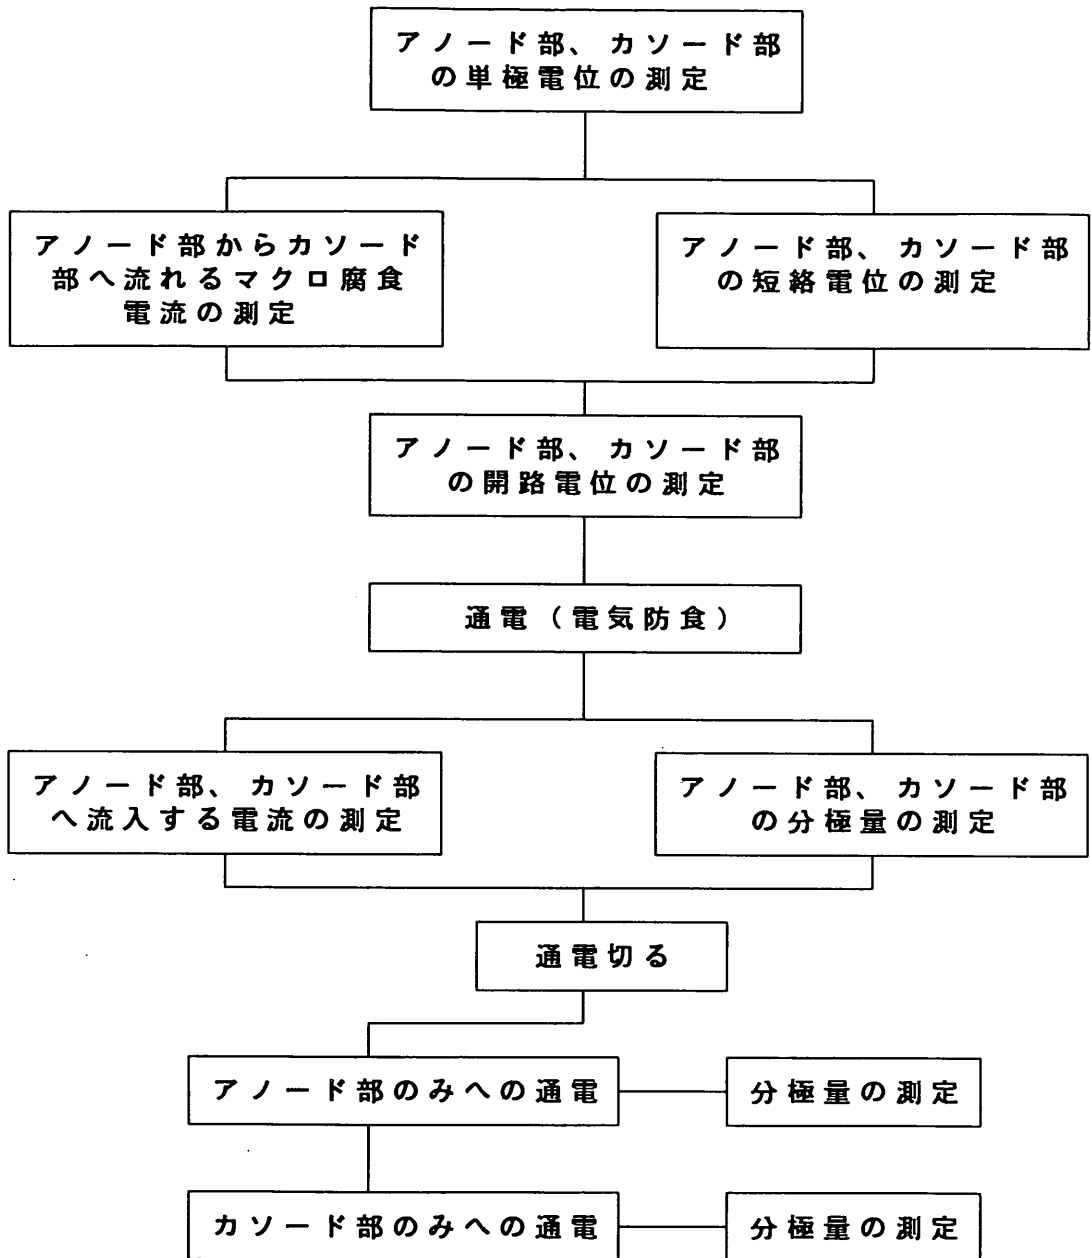 アノード部、カソード部
の単極電位の測定
アノード部からカソード
部へ流れるマクロ腐食
電流の測定
アノード部、カソード部
の短絡電位の測定
アノード部、カソード部
の開路電位の測定
通電（電気防食）
アノード部、カソード部
へ流入する電流の測定
アノード部、カソード部
の分極量の測定
通電切る
アノード部のみへの通電
分極量の測定
カソード部のみへの通電
分極量の測定